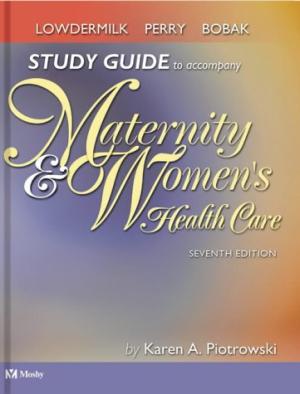 LOWDERMILK PERRY BOBAK
STUDY GUIDE to accompany
Maternity
& Women's
Health Care
SEVENTH EDITION
by Karen A. Piotrowski
M Mosby